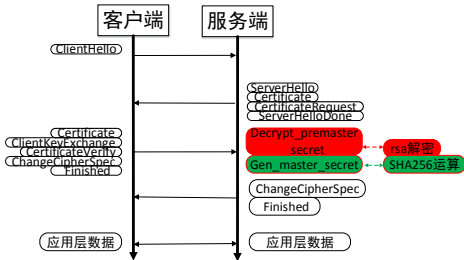 客户端 服务端
ClientHello
ServerHello
Certificate
CertificateRequest
ServerHelloDone
Certificate
ClientKeyExchange
CertificateVerify
ChangeCipherSpec
Finished
Decrypt_premaster
secret
rsa解密
Gen_master_secret
SHA256运算
ChangeCipherSpec
Finished
应用层数据 应用层数据